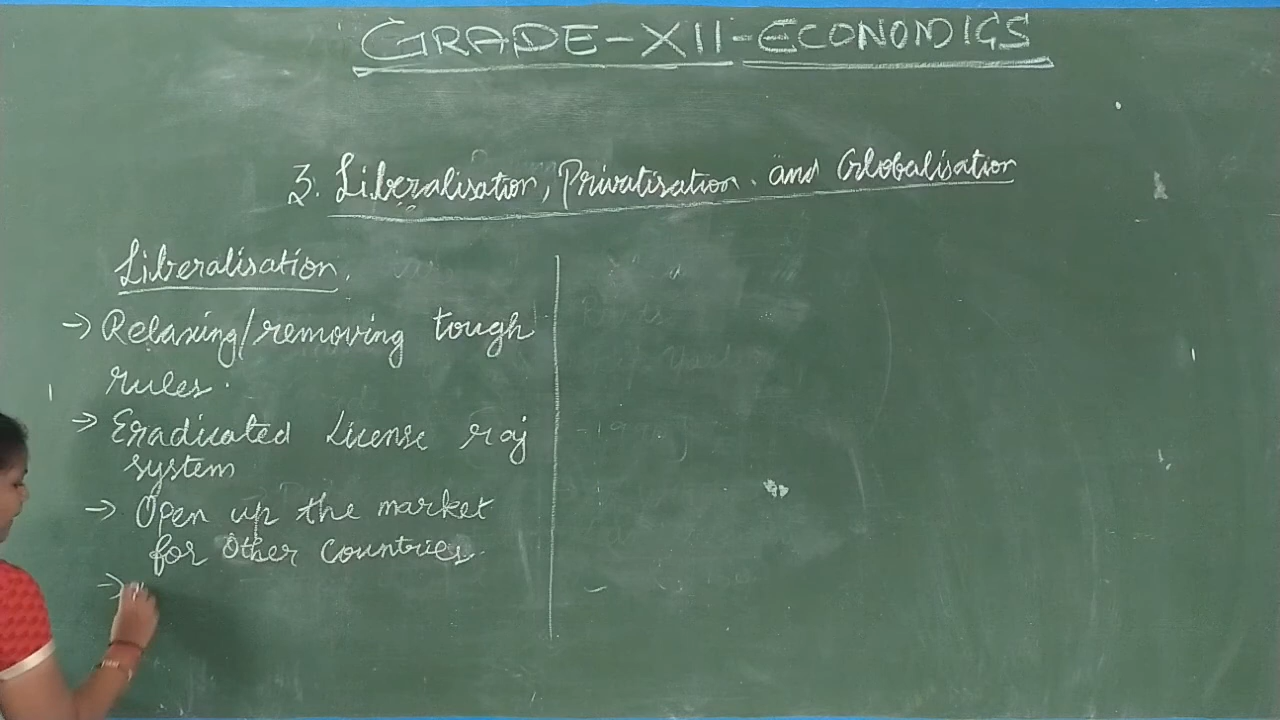 GRADE-XII-ECONOMICS
3. Liberalisation, Privatisation. and Globalisation
Liberalisation.
→ Relaxing/removing tough
rules.
→ Eradicated License raj
system
→ Open up the market
for other countries.
→